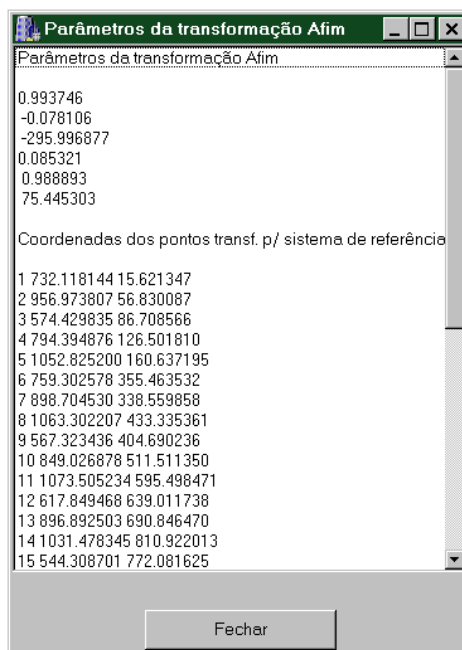 Parâmetros da transformação Afim
Parâmetros da transformação Afim
0.993746
-0.078106
-295.996877
0.085321
0.988893
75.445303
Coordenadas dos pontos transf. p/ sistema de referência
1 732.118144 15.621347
2 956.973807 56.830087
3 574.429835 86.708566
4 794.394876 126.501810
5 1052.825200 160.637195
6 759.302578 355.463532
7 898.704530 338.559858
8 1063.302207 433.335361
9 567.323436 404.690236
10 849.026878 511.511350
11 1073.505234 595.498471
12 617.849468 639.011738
13 896.892503 690.846470
14 1031.478345 810.922013
15 544.308701 772.081625
Fechar